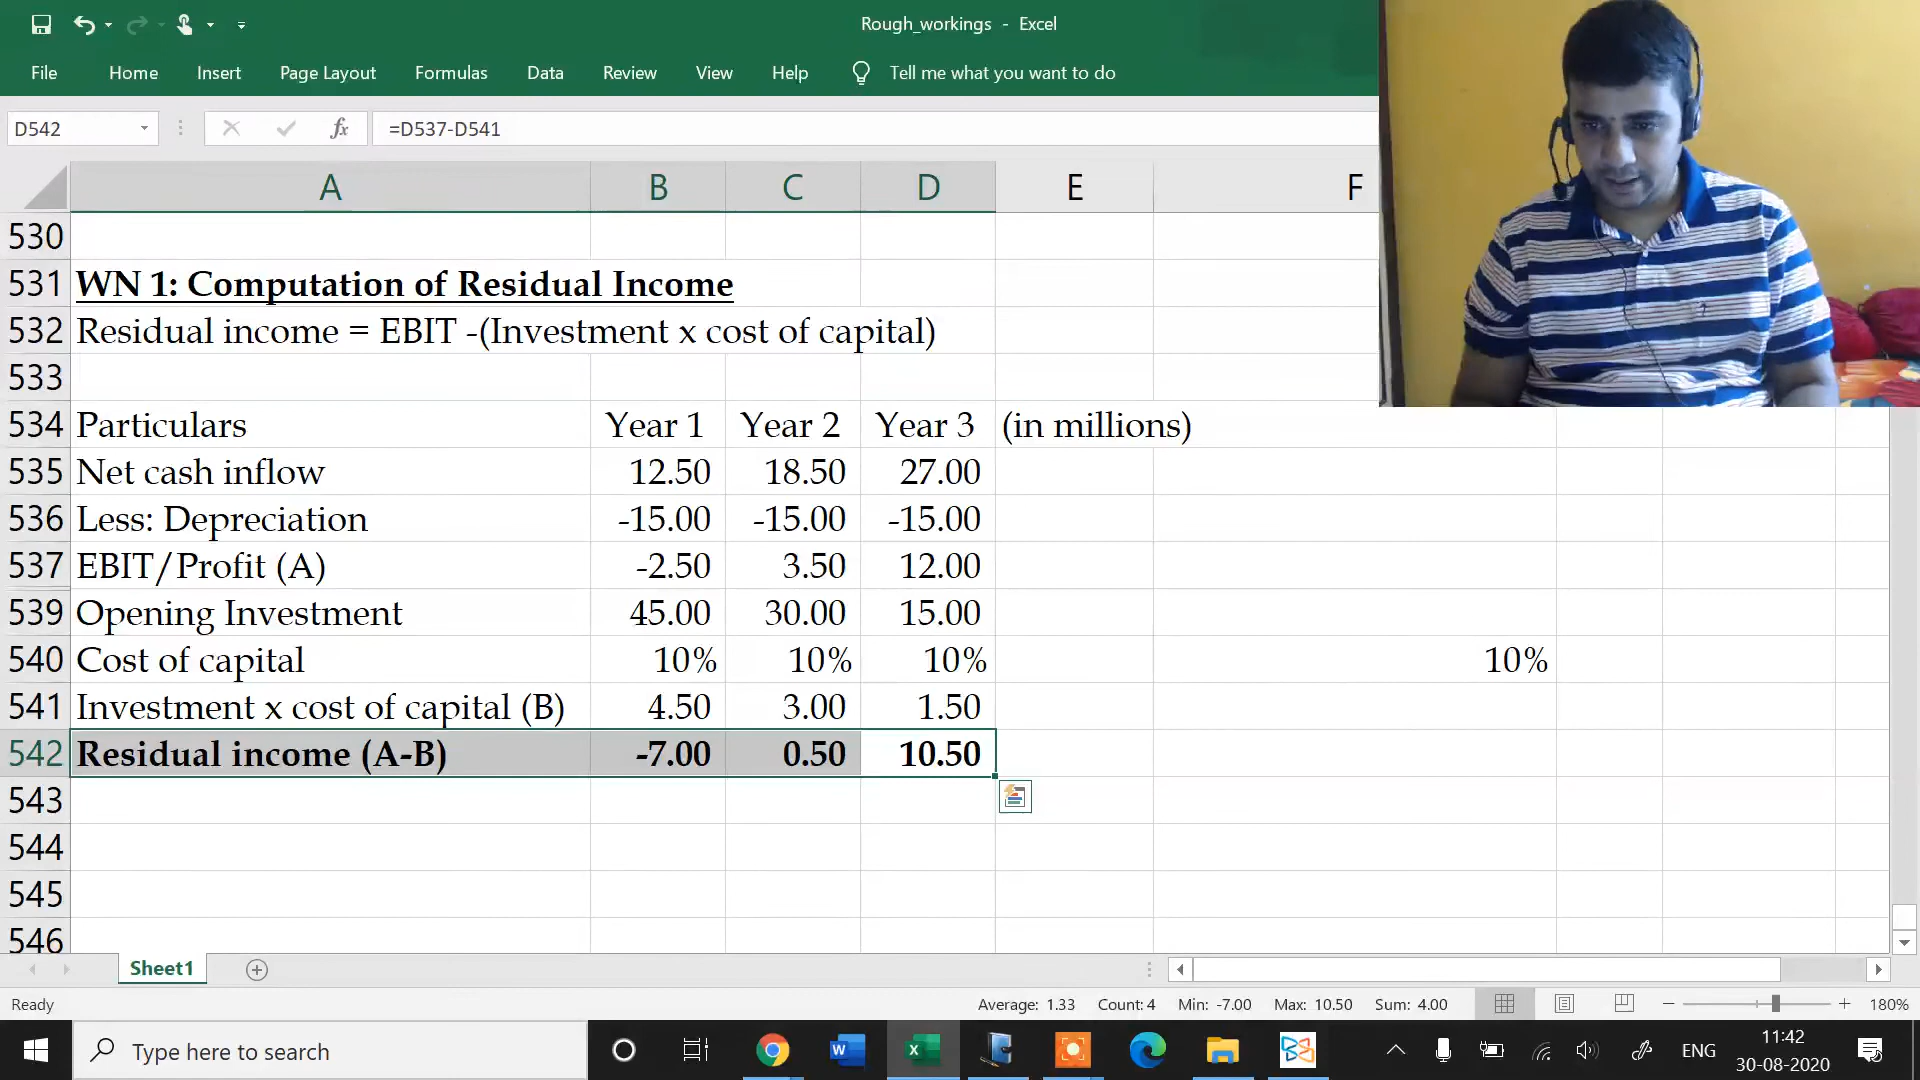 Rough_workings - Excel
File Home Insert Page Layout Formulas Data Review View Help Tell me what you want to do
D542 fx =D537-D541
A B C D E F
530
531 WN 1: Computation of Residual Income
532 Residual income = EBIT -(Investment x cost of capital)
533
534 Particulars Year 1 Year 2 Year 3 (in millions)
535 Net cash inflow 12.50 18.50 27.00
536 Less: Depreciation -15.00 -15.00 -15.00
537 EBIT/Profit (A) -2.50 3.50 12.00
539 Opening Investment 45.00 30.00 15.00
540 Cost of capital 10% 10% 10% 10%
541 Investment x cost of capital (B) 4.50 3.00 1.50
542 Residual income (A-B) -7.00 0.50 10.50
543
544
545
546
Sheet1
Ready Average: 1.33 Count: 4 Min: -7.00 Max: 10.50 Sum: 4.00 180%
Type here to search ENG 11:42
30-08-2020